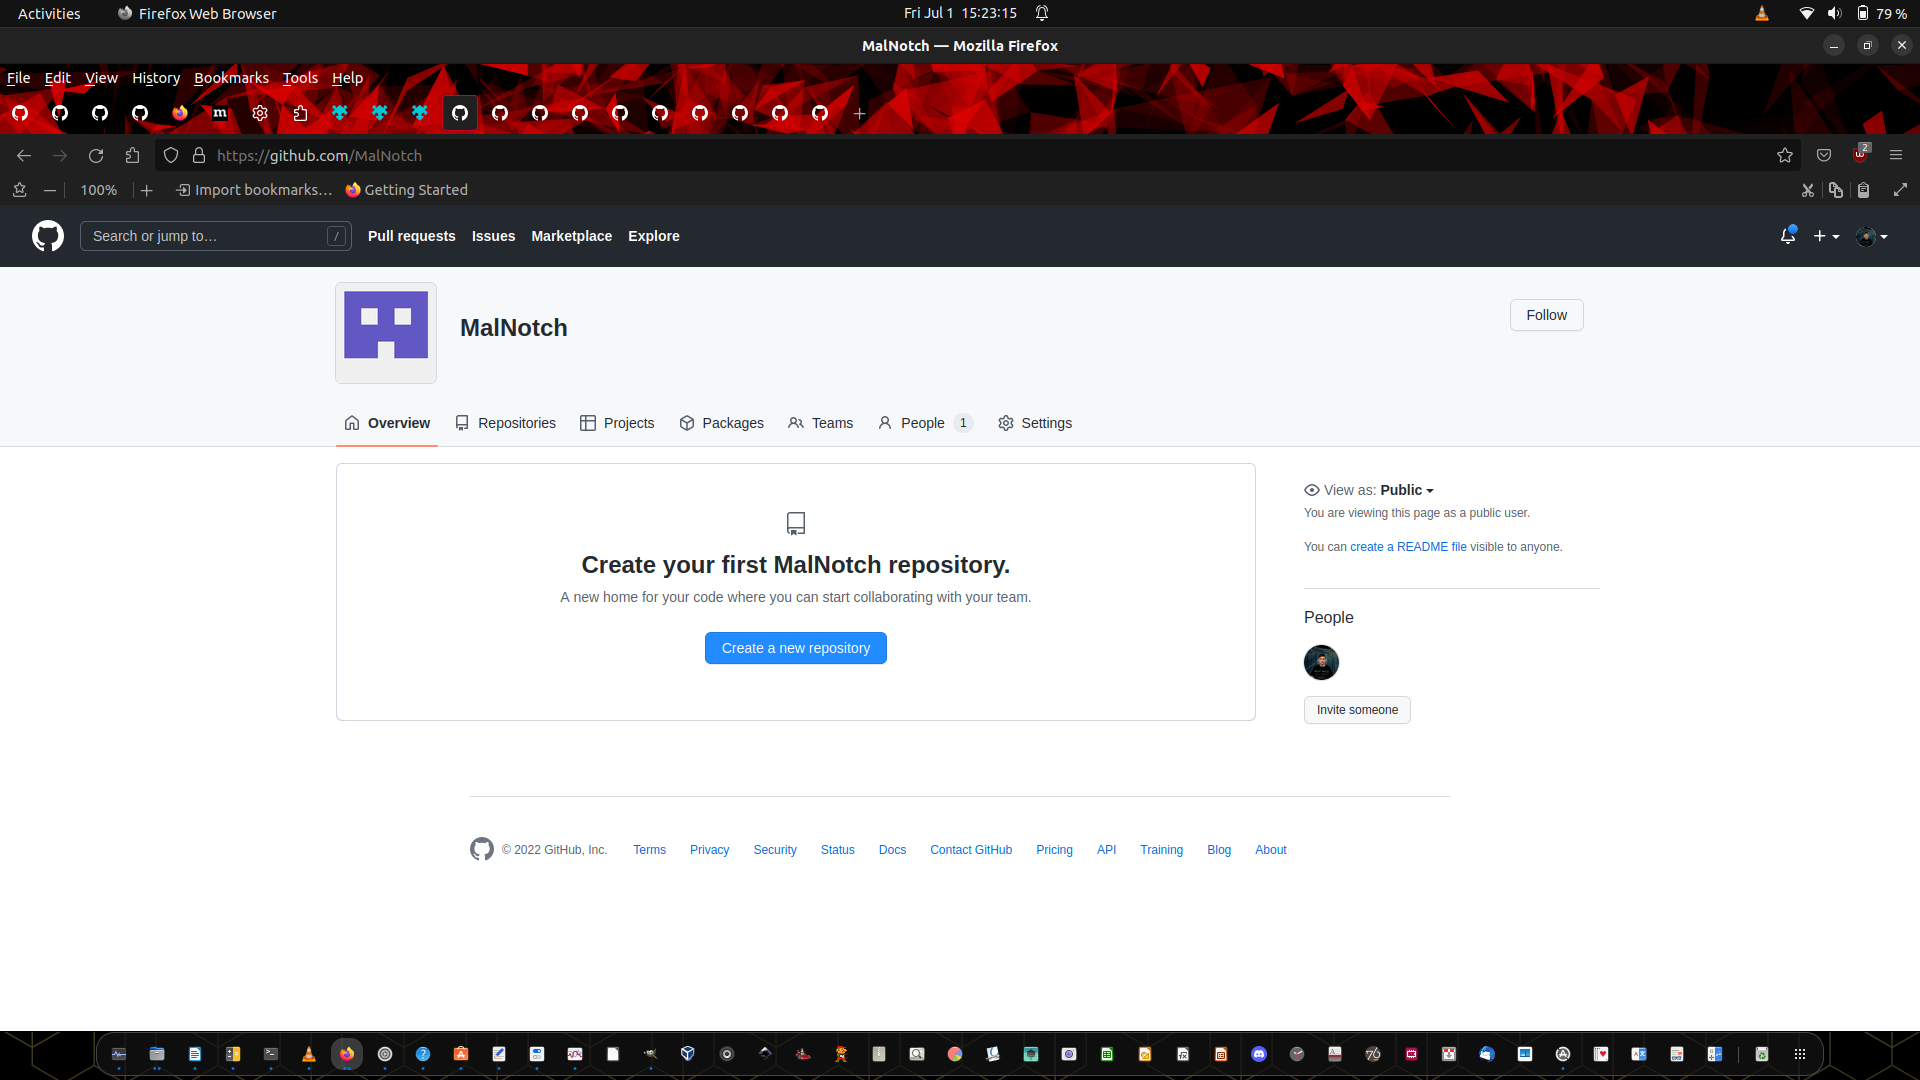 Activities Firefox Web Browser Fri Jul 1 15:23:15 79 %
MalNotch — Mozilla Firefox
File Edit View History Bookmarks Tools Help
m
https://github.com/MalNotch 2
100% Import bookmarks… Getting Started
Search or jump to… / Pull requests Issues Marketplace Explore
MalNotch
Follow
Overview Repositories Projects Packages Teams People 1 Settings
View as: Public
You are viewing this page as a public user.
You can create a README file visible to anyone.
Create your first MalNotch repository.
A new home for your code where you can start collaborating with your team.
Create a new repository
People
Invite someone
© 2022 GitHub, Inc. Terms Privacy Security Status Docs Contact GitHub Pricing API Training Blog About